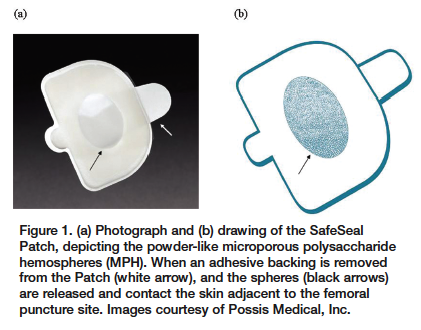 (a)
(b)
Figure 1. (a) Photograph and (b) drawing of the SafeSeal
Patch, depicting the powder-like microporous polysaccharide
hemospheres (MPH). When an adhesive backing is removed
from the Patch (white arrow), and the spheres (black arrows)
are released and contact the skin adjacent to the femoral
puncture site. Images courtesy of Possis Medical, Inc.